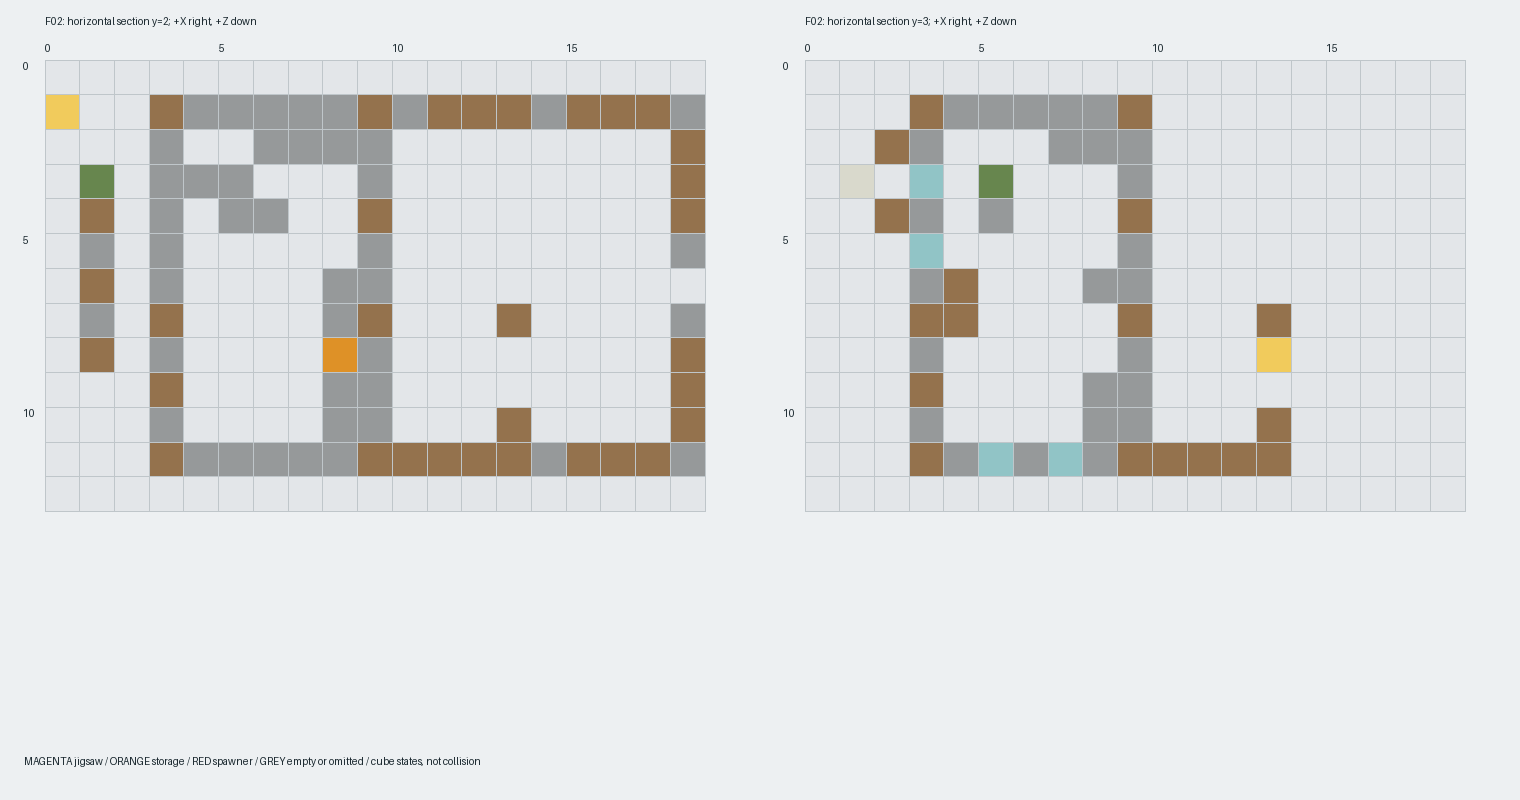 F02: horizontal section y=2; +X right, +Z down
F02: horizontal section y=3; +X right, +Z down
0 5 10 15
0 5 10 15
0
5
10
0
5
10
MAGENTA jigsaw / ORANGE storage / RED spawner / GREY empty or omitted / cube states, not collision